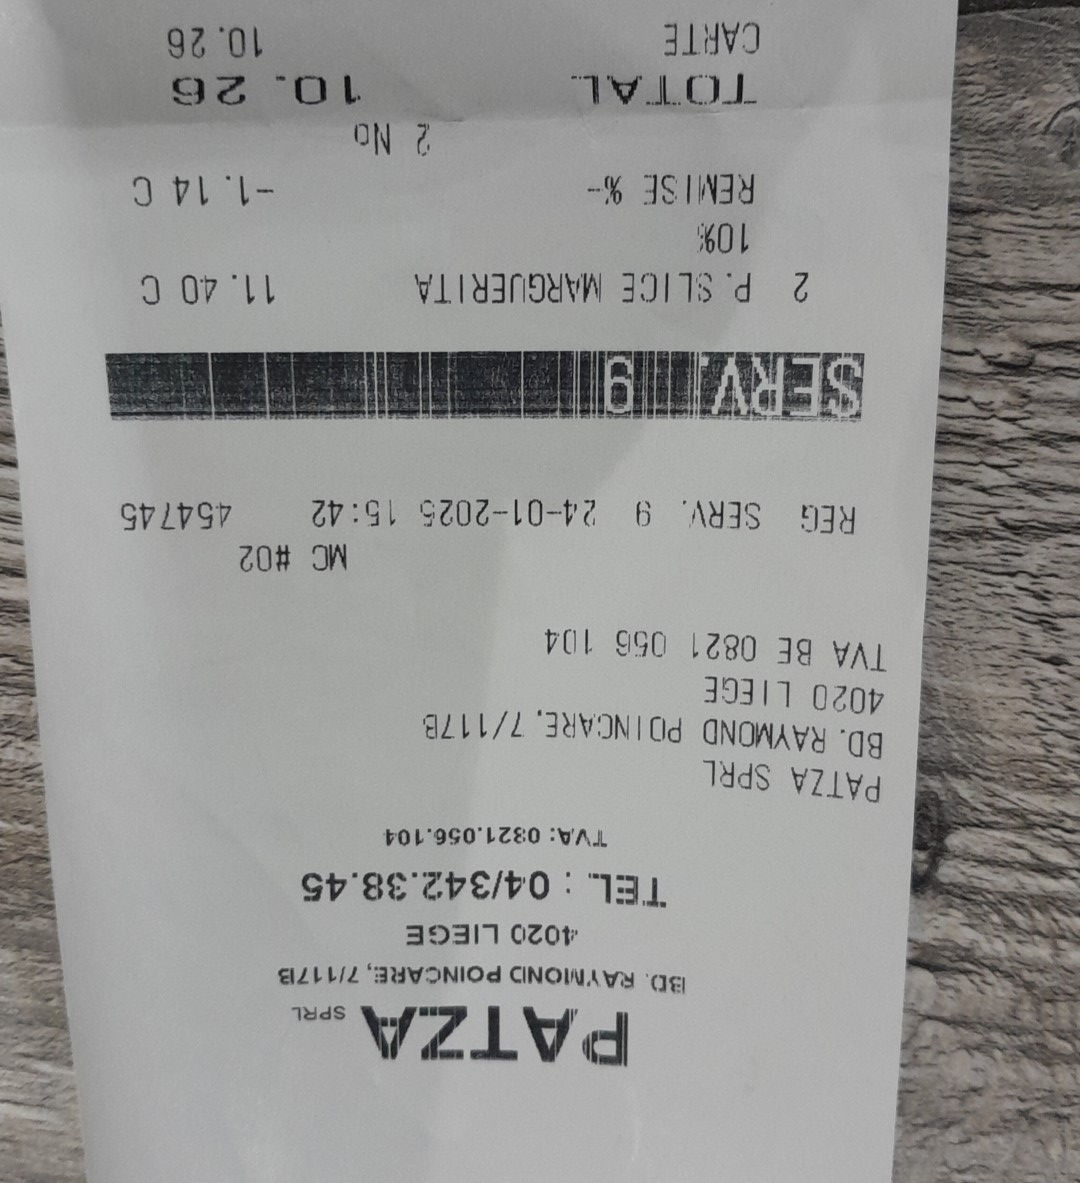 PATZA SPRL
BD. RAYMOND POINCARE, 7/117B
4020 LIEGE
TEL. : 04/342.38.45
TVA: 0821.056.104
PATZA SPRL
BD. RAYMOND POINCARE, 7/117B
4020 LIEGE
TVA BE 0821 056 104
MC #02
REG SERV. 9 24-01-2025 15:42 454745
SERV. 9
2 P.SLICE MARGUERITA 11.40 C
10%
REMISE %- -1.14 C
2 No
TOTAL 10.26
CARTE 10.26